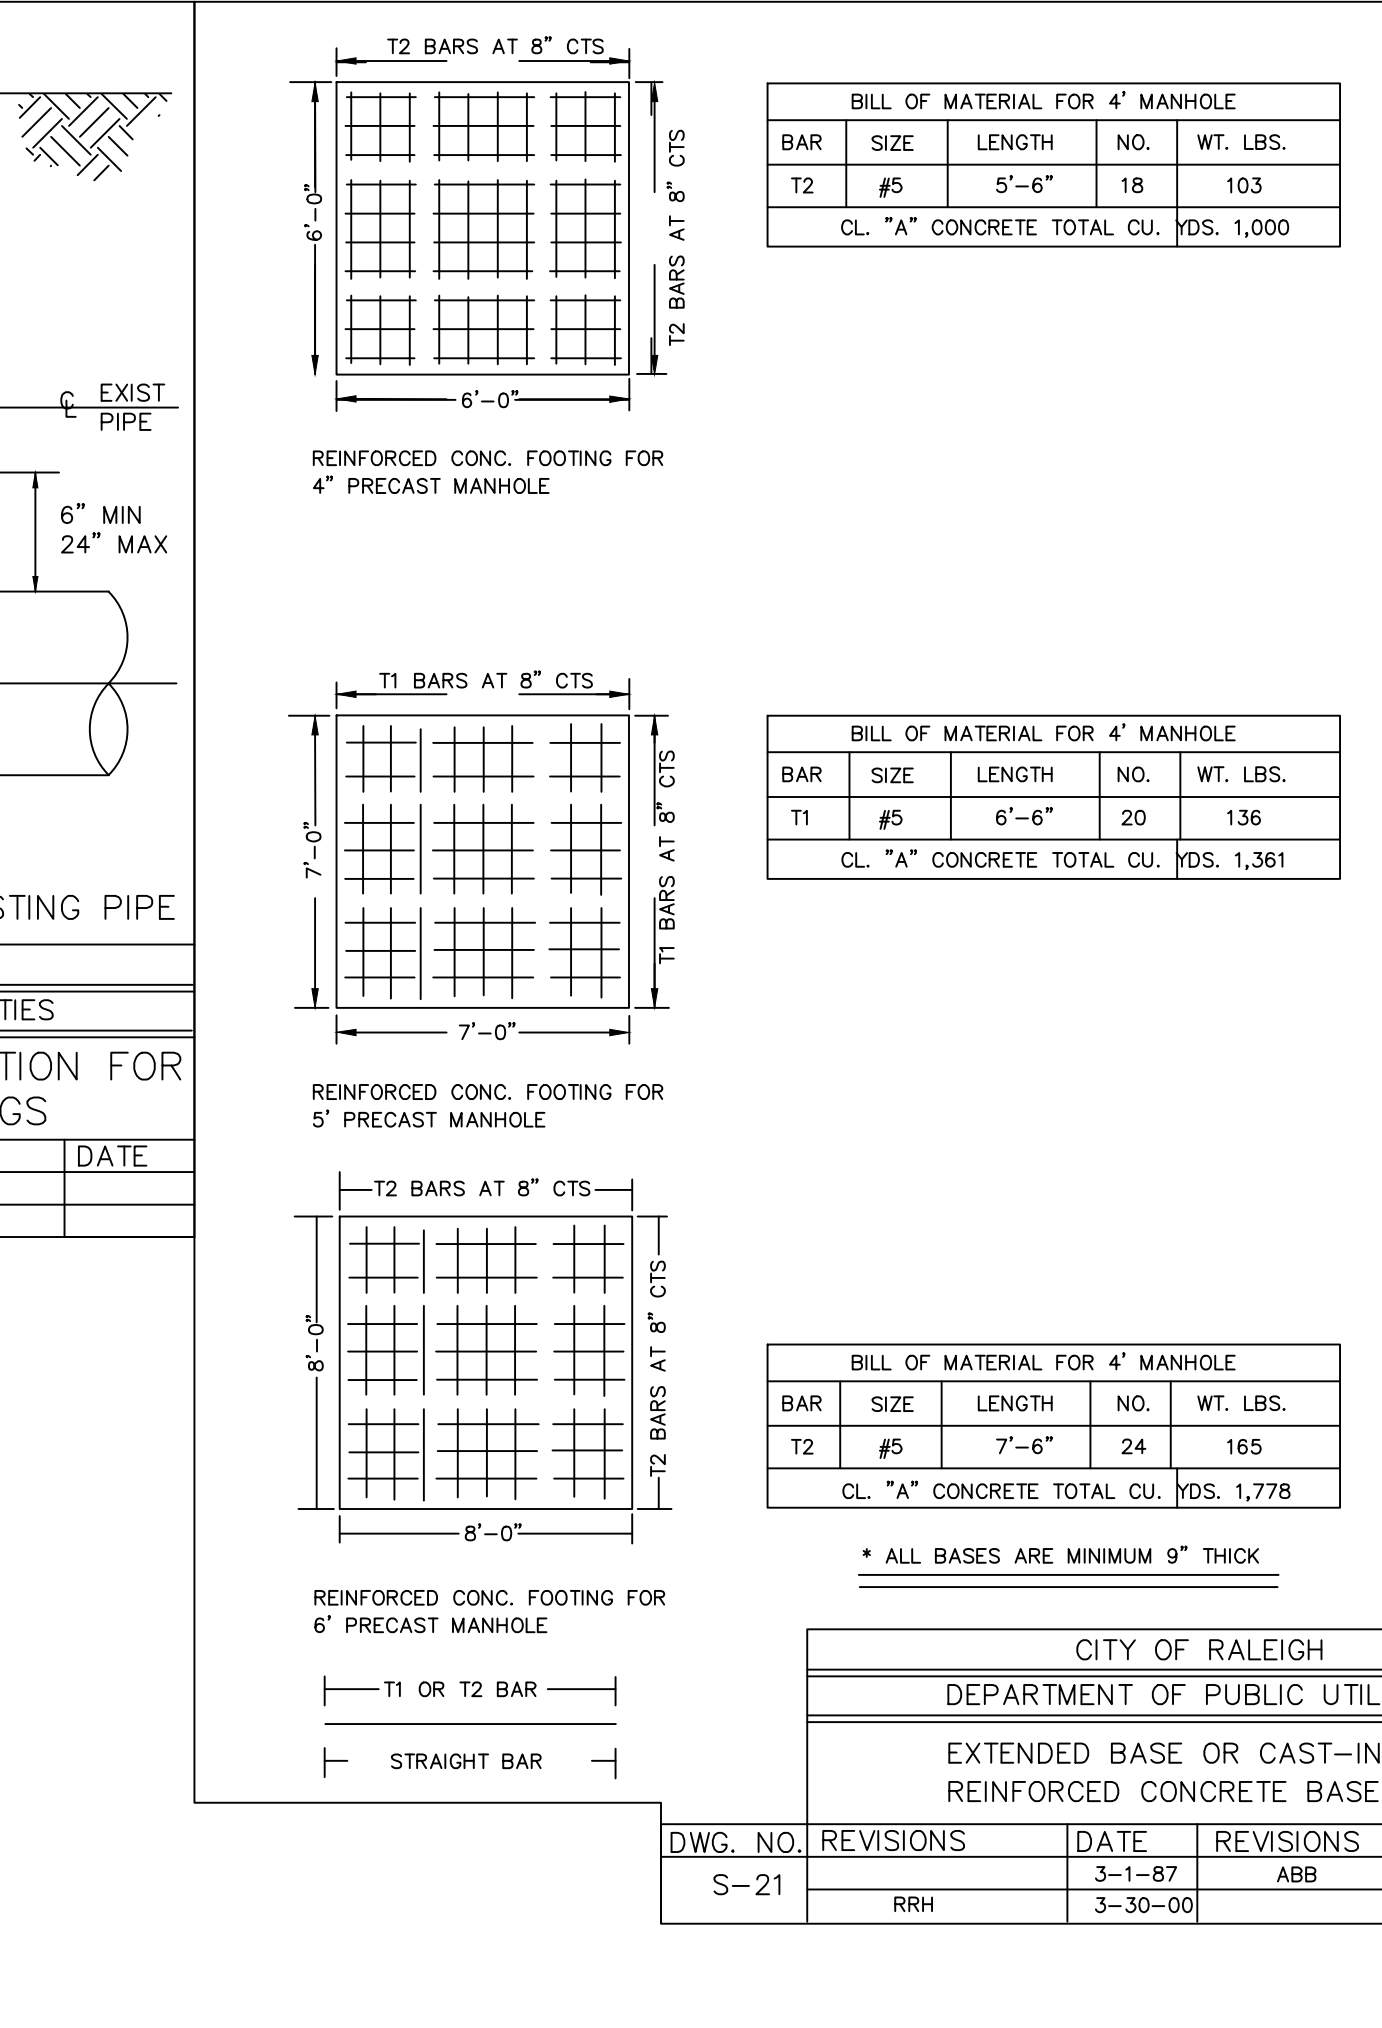 T2 BARS AT 8" CTS
6'-0"
T2 BARS AT 8" CTS
6'-0"
REINFORCED CONC. FOOTING FOR
4" PRECAST MANHOLE
BILL OF MATERIAL FOR 4' MANHOLE
BAR SIZE LENGTH NO. WT. LBS.
T2 #5 5'-6" 18 103
CL. "A" CONCRETE TOTAL CU. YDS. 1,000
℄ EXIST
PIPE
6" MIN
24" MAX
STING PIPE
TIES
TION FOR
GS
DATE
T1 BARS AT 8" CTS
7'-0"
T1 BARS AT 8" CTS
7'-0"
REINFORCED CONC. FOOTING FOR
5' PRECAST MANHOLE
BILL OF MATERIAL FOR 4' MANHOLE
BAR SIZE LENGTH NO. WT. LBS.
T1 #5 6'-6" 20 136
CL. "A" CONCRETE TOTAL CU. YDS. 1,361
T2 BARS AT 8" CTS
8'-0"
T2 BARS AT 8" CTS
8'-0"
REINFORCED CONC. FOOTING FOR
6' PRECAST MANHOLE
BILL OF MATERIAL FOR 4' MANHOLE
BAR SIZE LENGTH NO. WT. LBS.
T2 #5 7'-6" 24 165
CL. "A" CONCRETE TOTAL CU. YDS. 1,778
* ALL BASES ARE MINIMUM 9" THICK
T1 OR T2 BAR
STRAIGHT BAR
CITY OF RALEIGH
DEPARTMENT OF PUBLIC UTIL
EXTENDED BASE OR CAST-IN
REINFORCED CONCRETE BASE
DWG. NO. REVISIONS DATE REVISIONS
S-21
3-1-87 ABB
RRH 3-30-00